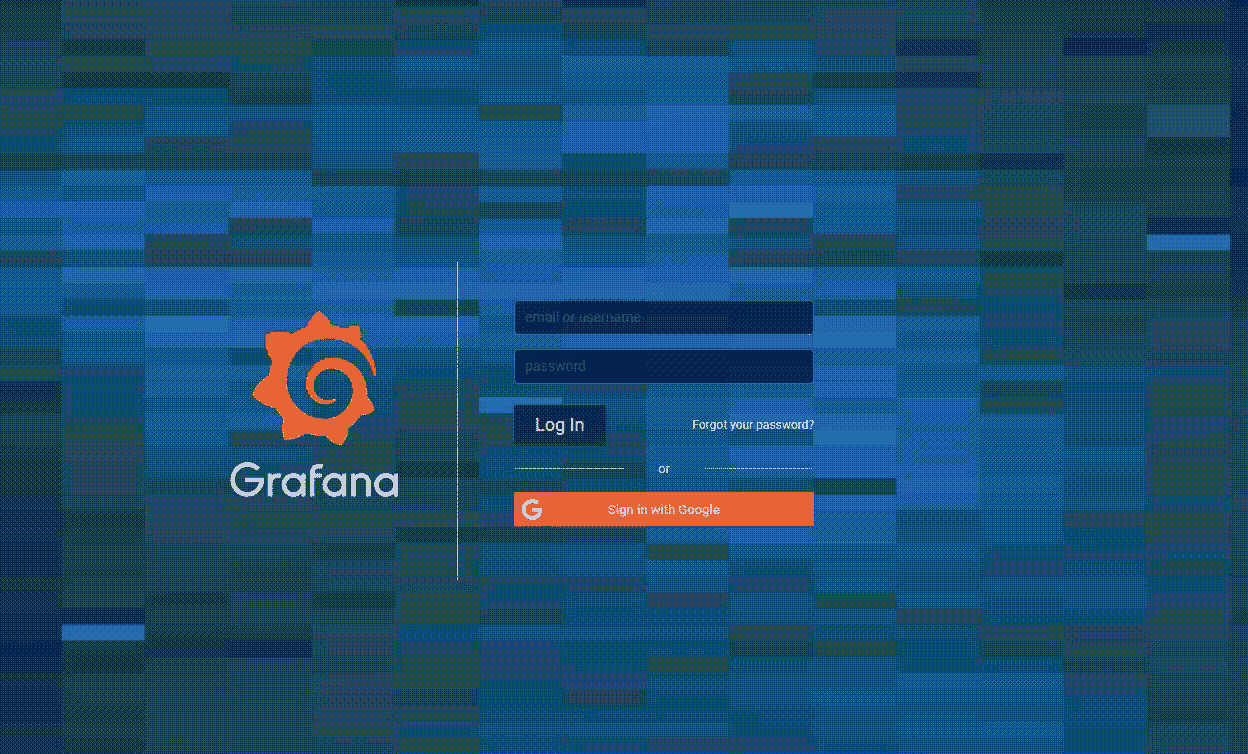 Grafana
email or username
password
Log In
Forgot your password?
or
G
Sign in with Google